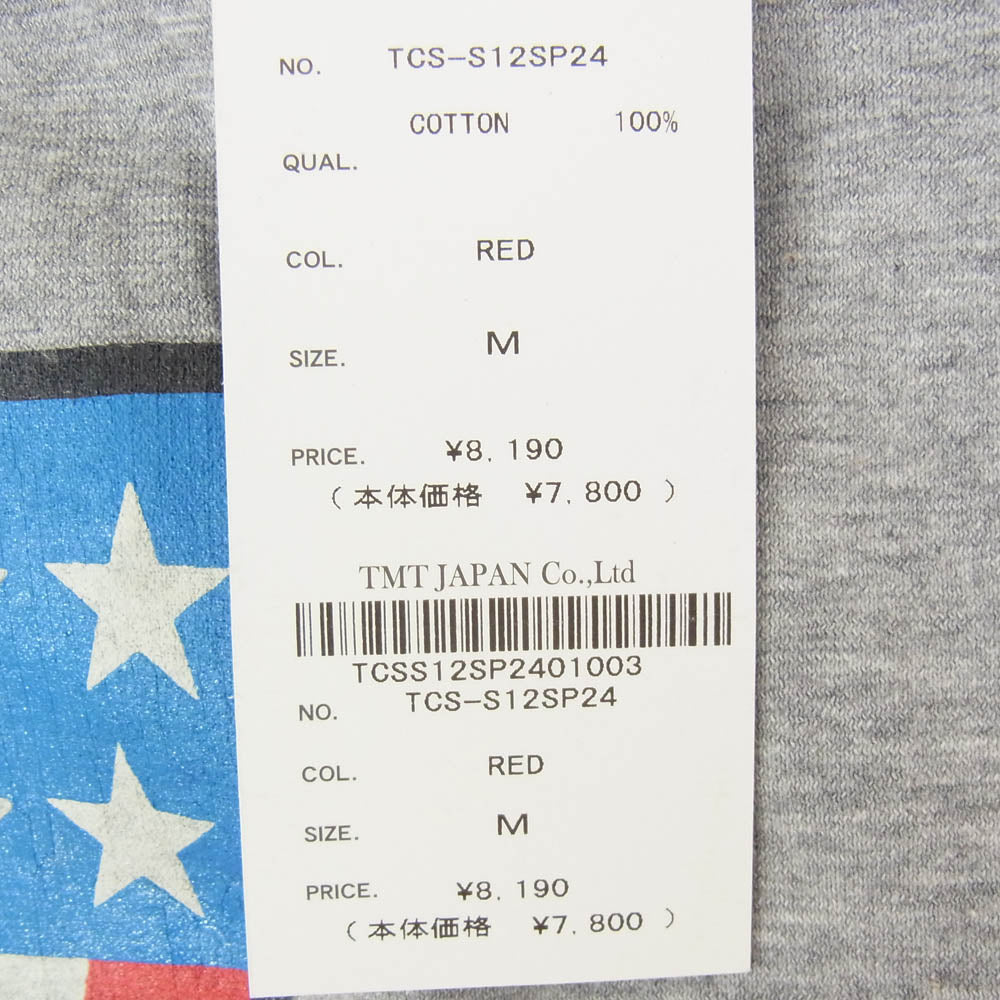 NO. TCS-S12SP24
COTTON 100%
QUAL.
COL. RED
SIZE. M
PRICE. ¥8,190
(本体価格 ¥7,800)
TMT JAPAN Co.,Ltd
TCSS12SP2401003
NO. TCS-S12SP24
COL. RED
SIZE. M
PRICE. ¥8,190
(本体価格 ¥7,800)